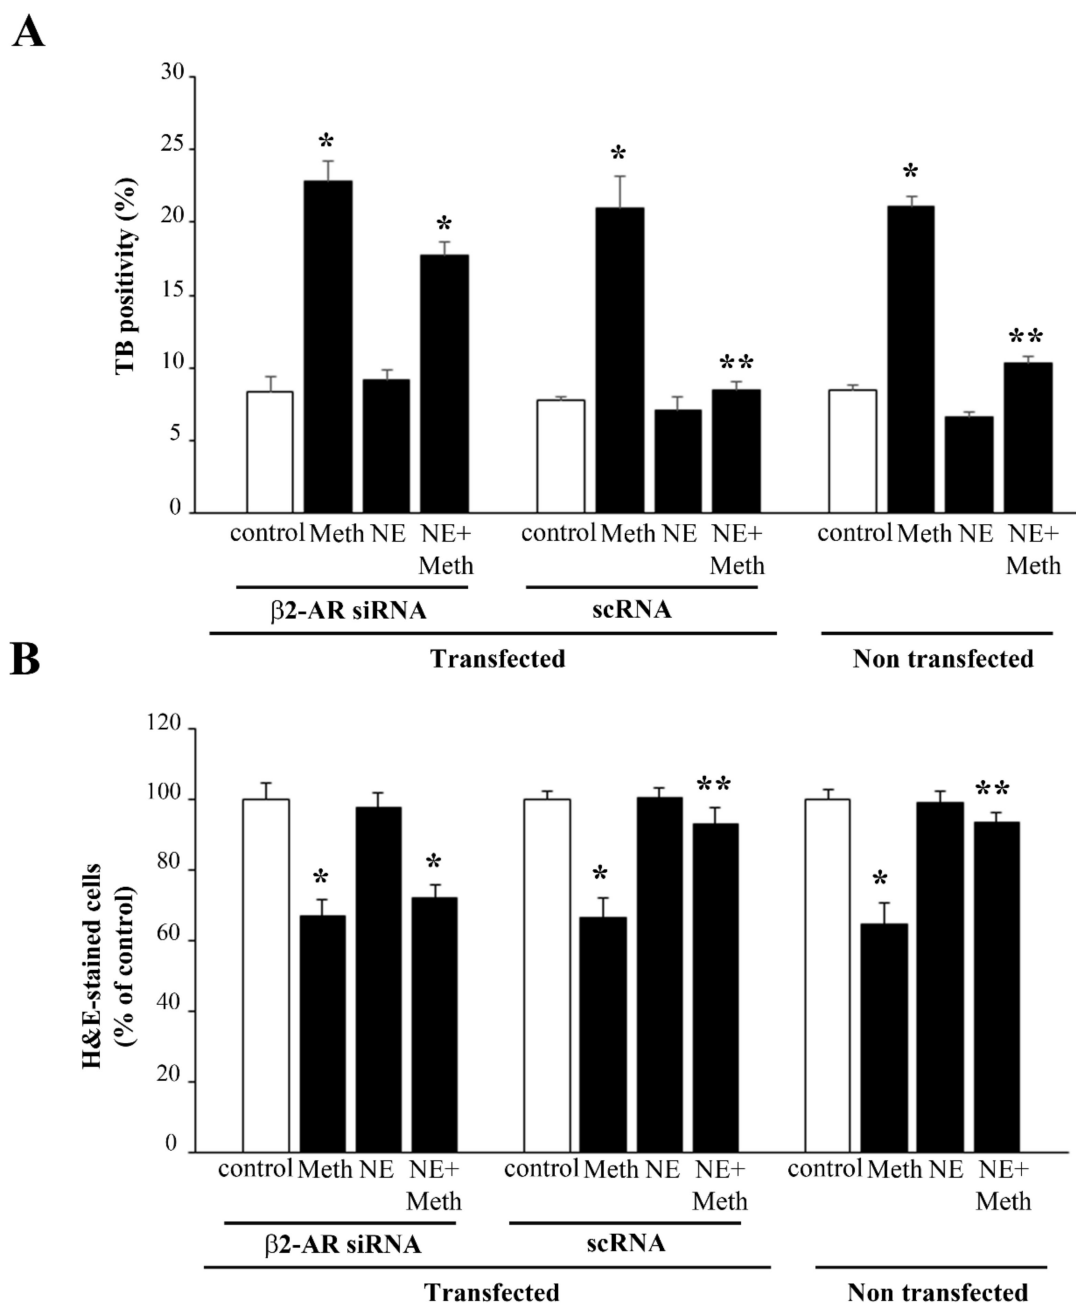 A
30
25
20
15
10
5
0
TB positivity (%)
* * * ** * **
control Meth NE NE+ Meth control Meth NE NE+ Meth control Meth NE NE+ Meth
β2-AR siRNA scRNA
Transfected Non transfected
B
120
100
80
60
40
20
0
H&E-stained cells
(% of control)
* * * ** * **
control Meth NE NE+ Meth control Meth NE NE+ Meth control Meth NE NE+ Meth
β2-AR siRNA scRNA
Transfected Non transfected